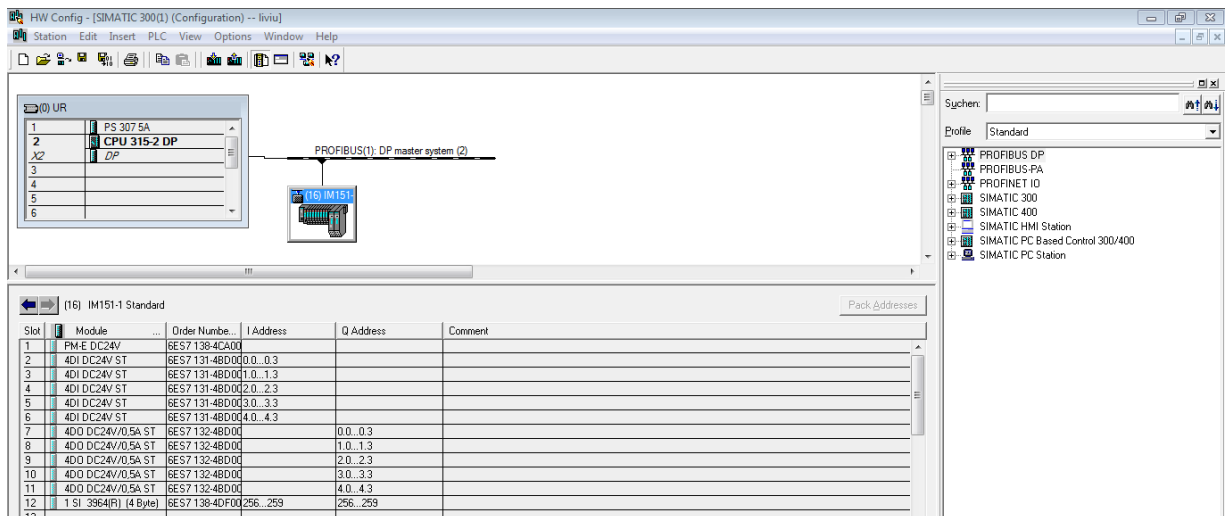 HW Config - [SIMATIC 300(1) (Configuration) -- liviu]
Station Edit Insert PLC View Options Window Help
(0) UR
1 PS 307 5A
2 CPU 315-2 DP
X2 DP
3
4
5
6
PROFIBUS(1): DP master system (2)
(16) IM151-
Suchen:
Profile Standard
PROFIBUS DP
PROFIBUS-PA
PROFINET IO
SIMATIC 300
SIMATIC 400
SIMATIC HMI Station
SIMATIC PC Based Control 300/400
SIMATIC PC Station
(16) IM151-1 Standard
Pack Addresses
Slot Module ... Order Numbe... I Address Q Address Comment
1 PM-E DC24V 6ES7 138-4CA00
2 4DI DC24V ST 6ES7 131-4BD00 0.0...0.3
3 4DI DC24V ST 6ES7 131-4BD00 1.0...1.3
4 4DI DC24V ST 6ES7 131-4BD00 2.0...2.3
5 4DI DC24V ST 6ES7 131-4BD00 3.0...3.3
6 4DI DC24V ST 6ES7 131-4BD00 4.0...4.3
7 4DO DC24V/0,5A ST 6ES7 132-4BD00 0.0...0.3
8 4DO DC24V/0,5A ST 6ES7 132-4BD00 1.0...1.3
9 4DO DC24V/0,5A ST 6ES7 132-4BD00 2.0...2.3
10 4DO DC24V/0,5A ST 6ES7 132-4BD00 3.0...3.3
11 4DO DC24V/0,5A ST 6ES7 132-4BD00 4.0...4.3
12 1 SI 3964(R) (4 Byte) 6ES7 138-4DF00 256...259 256...259